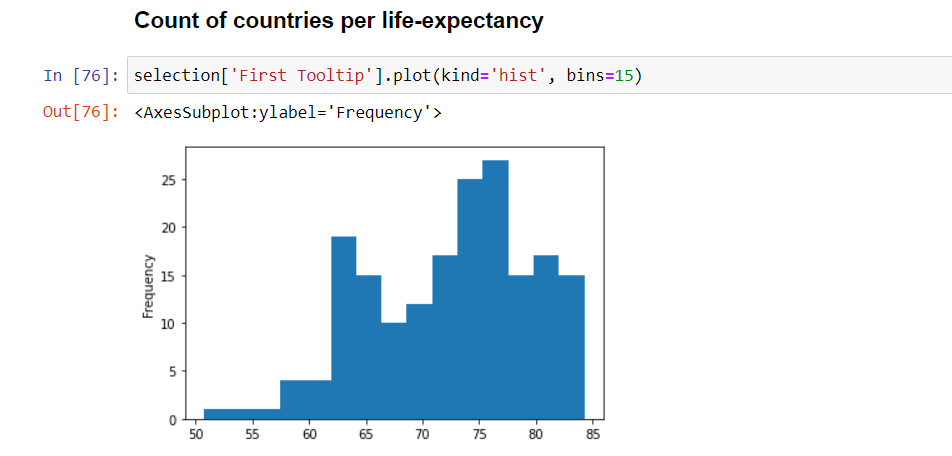 Count of countries per life-expectancy
In [76]: selection['First Tooltip'].plot(kind='hist', bins=15)
Out[76]: <AxesSubplot:ylabel='Frequency'>
25
20
15
10
5
0
Frequency
50 55 60 65 70 75 80 85